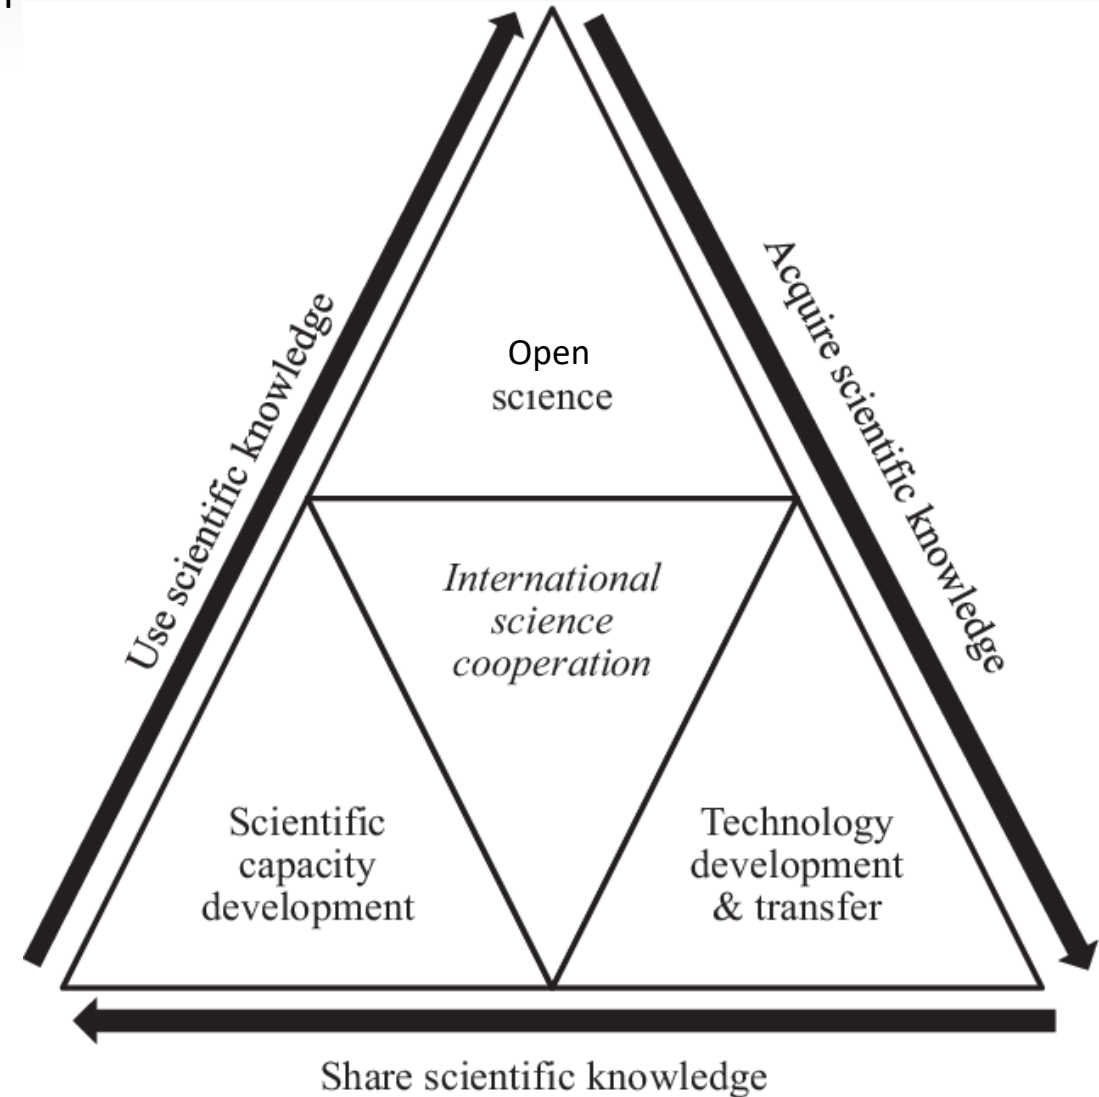 Use scientific knowledge
Acquire scientific knowledge
Open
science
International
science
cooperation
Scientific
capacity
development
Technology
development
& transfer
Share scientific knowledge